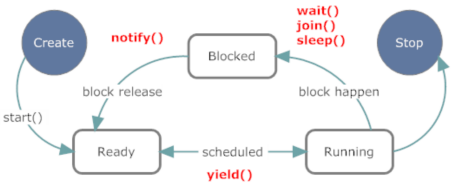 wait()
join()
sleep()
notify()
Create
Blocked
Stop
block release
block happen
start()
Ready
scheduled
Running
yield()